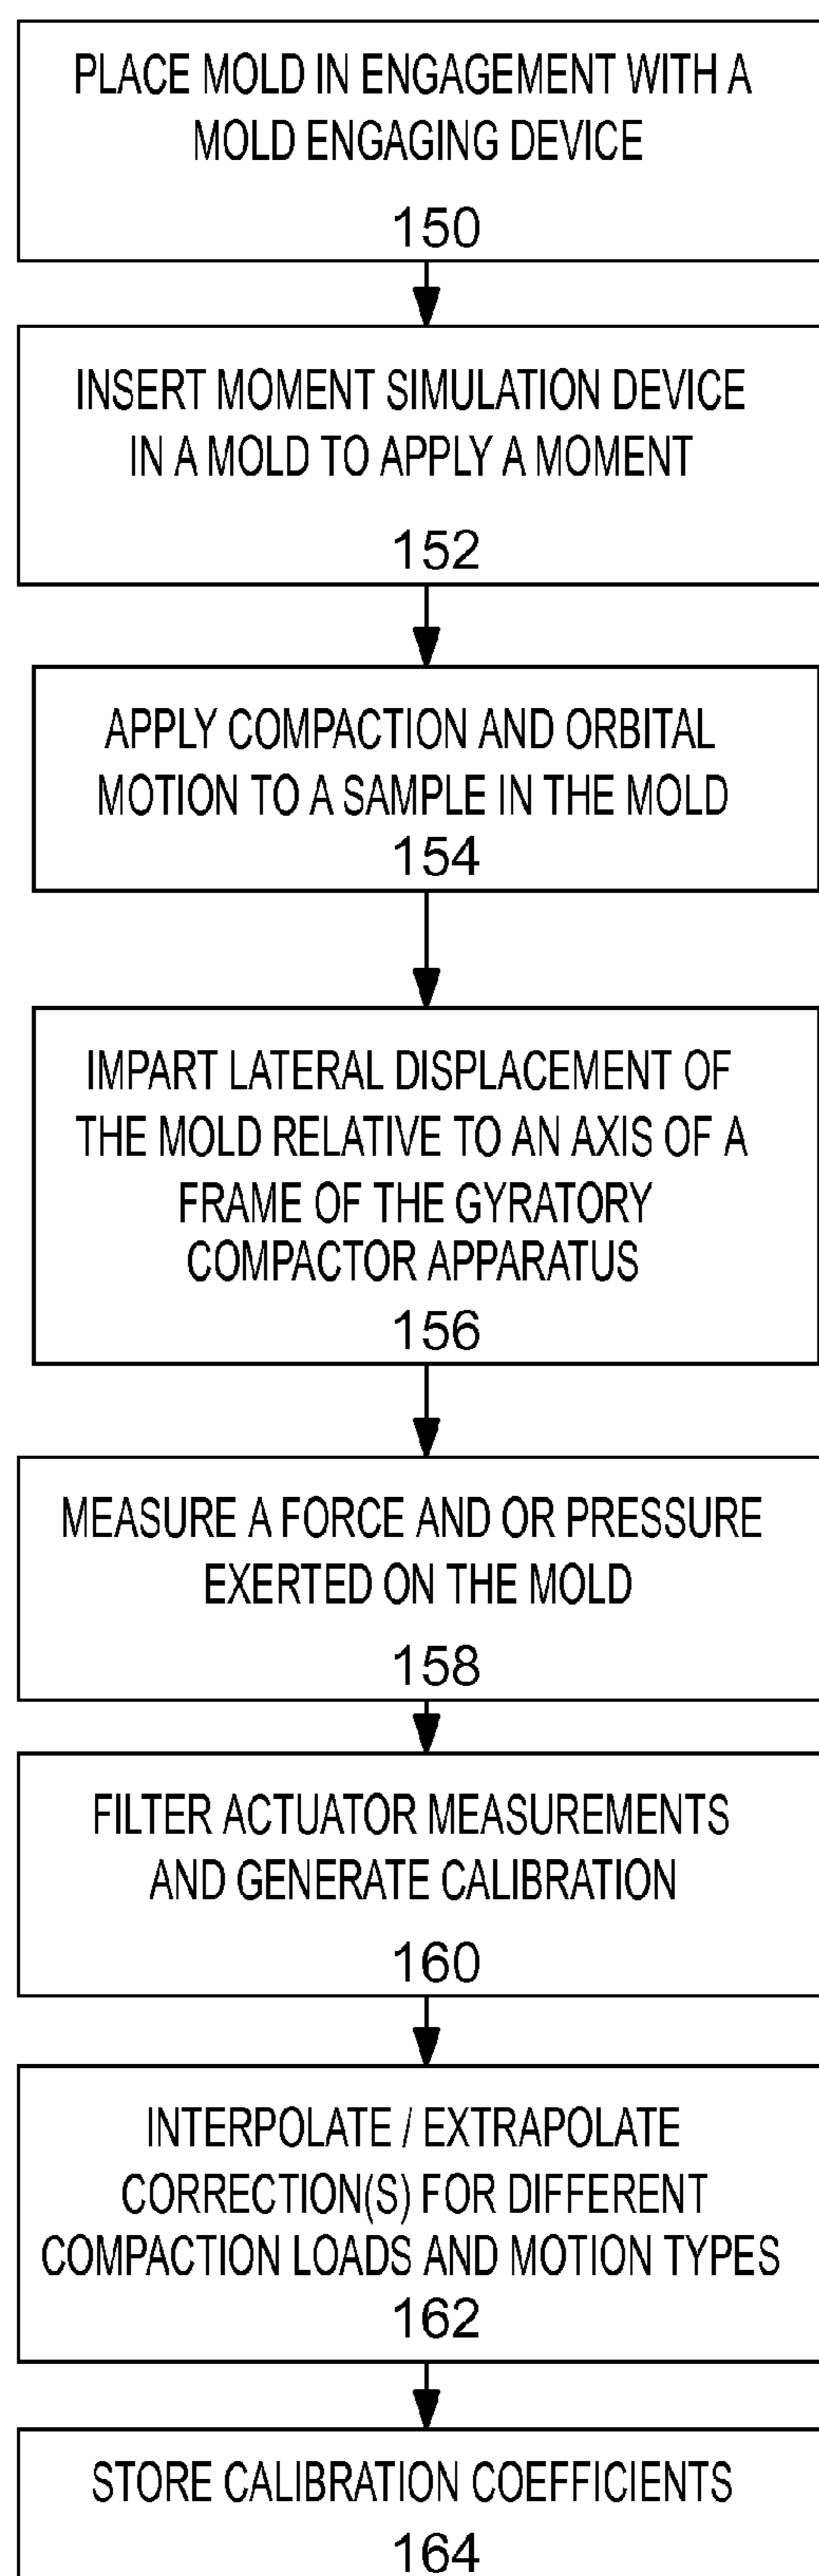 PLACE MOLD IN ENGAGEMENT WITH A
MOLD ENGAGING DEVICE
150
INSERT MOMENT SIMULATION DEVICE
IN A MOLD TO APPLY A MOMENT
152
APPLY COMPACTION AND ORBITAL
MOTION TO A SAMPLE IN THE MOLD
154
IMPART LATERAL DISPLACEMENT OF
THE MOLD RELATIVE TO AN AXIS OF A
FRAME OF THE GYRATORY
COMPACTOR APPARATUS
156
MEASURE A FORCE AND OR PRESSURE
EXERTED ON THE MOLD
158
FILTER ACTUATOR MEASUREMENTS
AND GENERATE CALIBRATION
160
INTERPOLATE / EXTRAPOLATE
CORRECTION(S) FOR DIFFERENT
COMPACTION LOADS AND MOTION TYPES
162
STORE CALIBRATION COEFFICIENTS
164